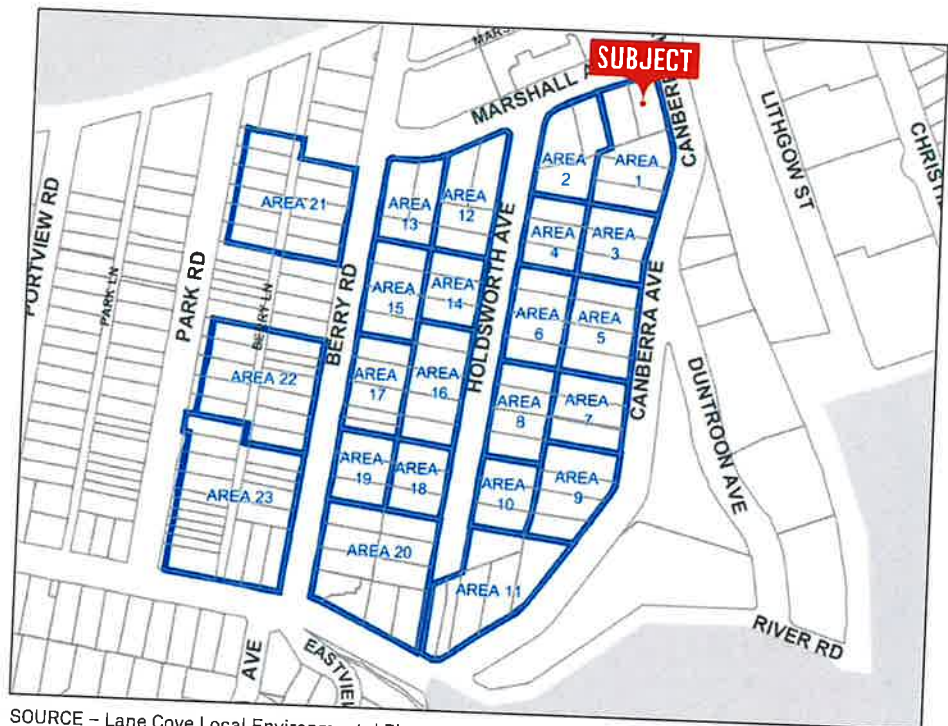 MARSHALL A
SUBJECT
CANBER
LITHGOW ST
CHRISTI
PORTVIEW RD
PARK LN
PARK RD
BERRY LN
BERRY RD
HOLDSWORTH AVE
CANBERRA AVE
DUNTROON AVE
RIVER RD
AVE
EASTVIEW
AREA 1
AREA 2
AREA 3
AREA 4
AREA 5
AREA 6
AREA 7
AREA 8
AREA 9
AREA 10
AREA 11
AREA 12
AREA 13
AREA 14
AREA 15
AREA 16
AREA 17
AREA 18
AREA 19
AREA 20
AREA 21
AREA 22
AREA 23
SOURCE – Lane Cove Local Environmental Pl